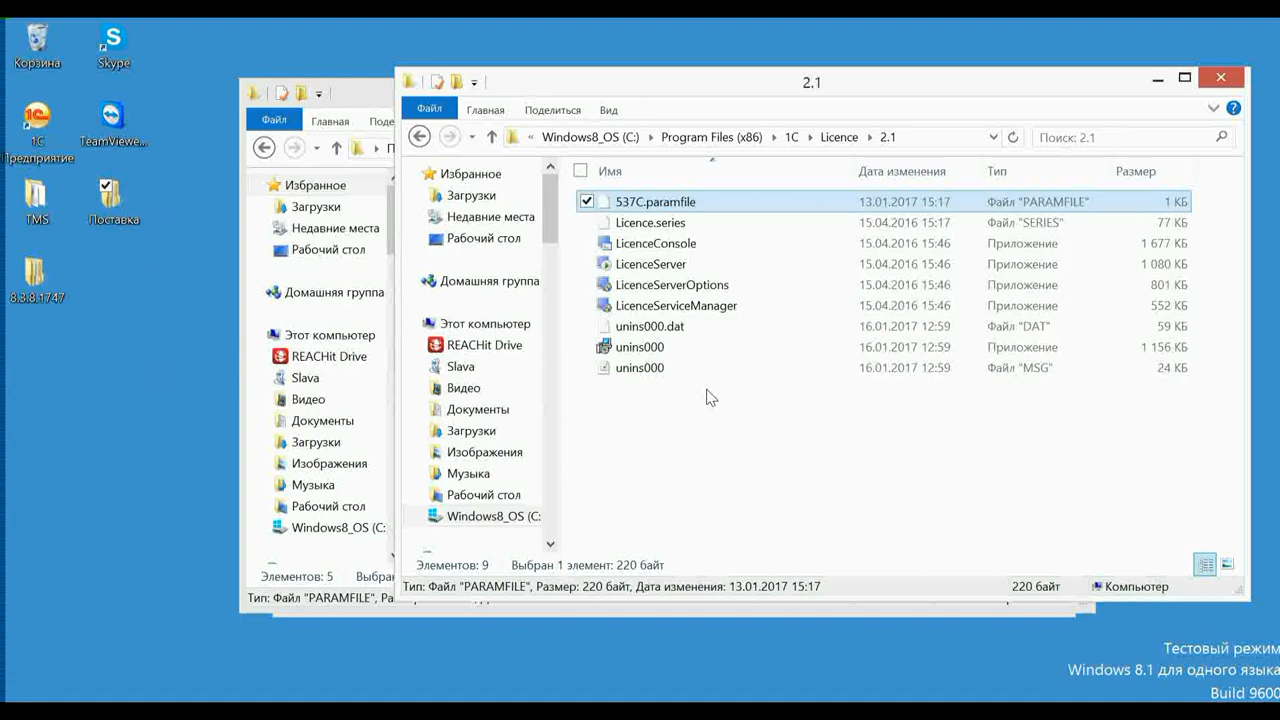 Корзина
Skype
1С
Предприятие
TeamViewe...
TMS
Поставка
8.3.8.1747
Файл
Главная
Поде
П
Избранное
Загрузки
Недавние места
Рабочий стол
Домашняя группа
Этот компьютер
REACHit Drive
Slava
Видео
Документы
Загрузки
Изображения
Музыка
Рабочий стол
Windows8_OS (C:
Элементов: 5 Выбран
Тип: Файл "PARAMFILE", Ра
2.1
Файл Главная Поделиться Вид
« Windows8_OS (C:) Program Files (x86) 1C Licence 2.1
Поиск: 2.1
Избранное
Загрузки
Недавние места
Рабочий стол
Домашняя группа
Этот компьютер
REACHit Drive
Slava
Видео
Документы
Загрузки
Изображения
Музыка
Рабочий стол
Windows8_OS (C:
Имя Дата изменения Тип Размер
537C.paramfile 13.01.2017 15:17 Файл "PARAMFILE" 1 КБ
Licence.series 15.04.2016 15:17 Файл "SERIES" 77 КБ
LicenceConsole 15.04.2016 15:46 Приложение 1 677 КБ
LicenceServer 15.04.2016 15:46 Приложение 1 080 КБ
LicenceServerOptions 15.04.2016 15:46 Приложение 801 КБ
LicenceServiceManager 15.04.2016 15:46 Приложение 552 КБ
unins000.dat 16.01.2017 12:59 Файл "DAT" 59 КБ
unins000 16.01.2017 12:59 Приложение 1 156 КБ
unins000 16.01.2017 12:59 Файл "MSG" 24 КБ
Элементов: 9 Выбран 1 элемент: 220 байт
Тип: Файл "PARAMFILE", Размер: 220 байт, Дата изменения: 13.01.2017 15:17 220 байт Компьютер
Тестовый режим
Windows 8.1 для одного языка
Build 9600